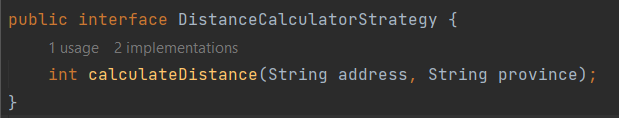 public interface DistanceCalculatorStrategy {
1 usage 2 implementations
int calculateDistance(String address, String province);
}